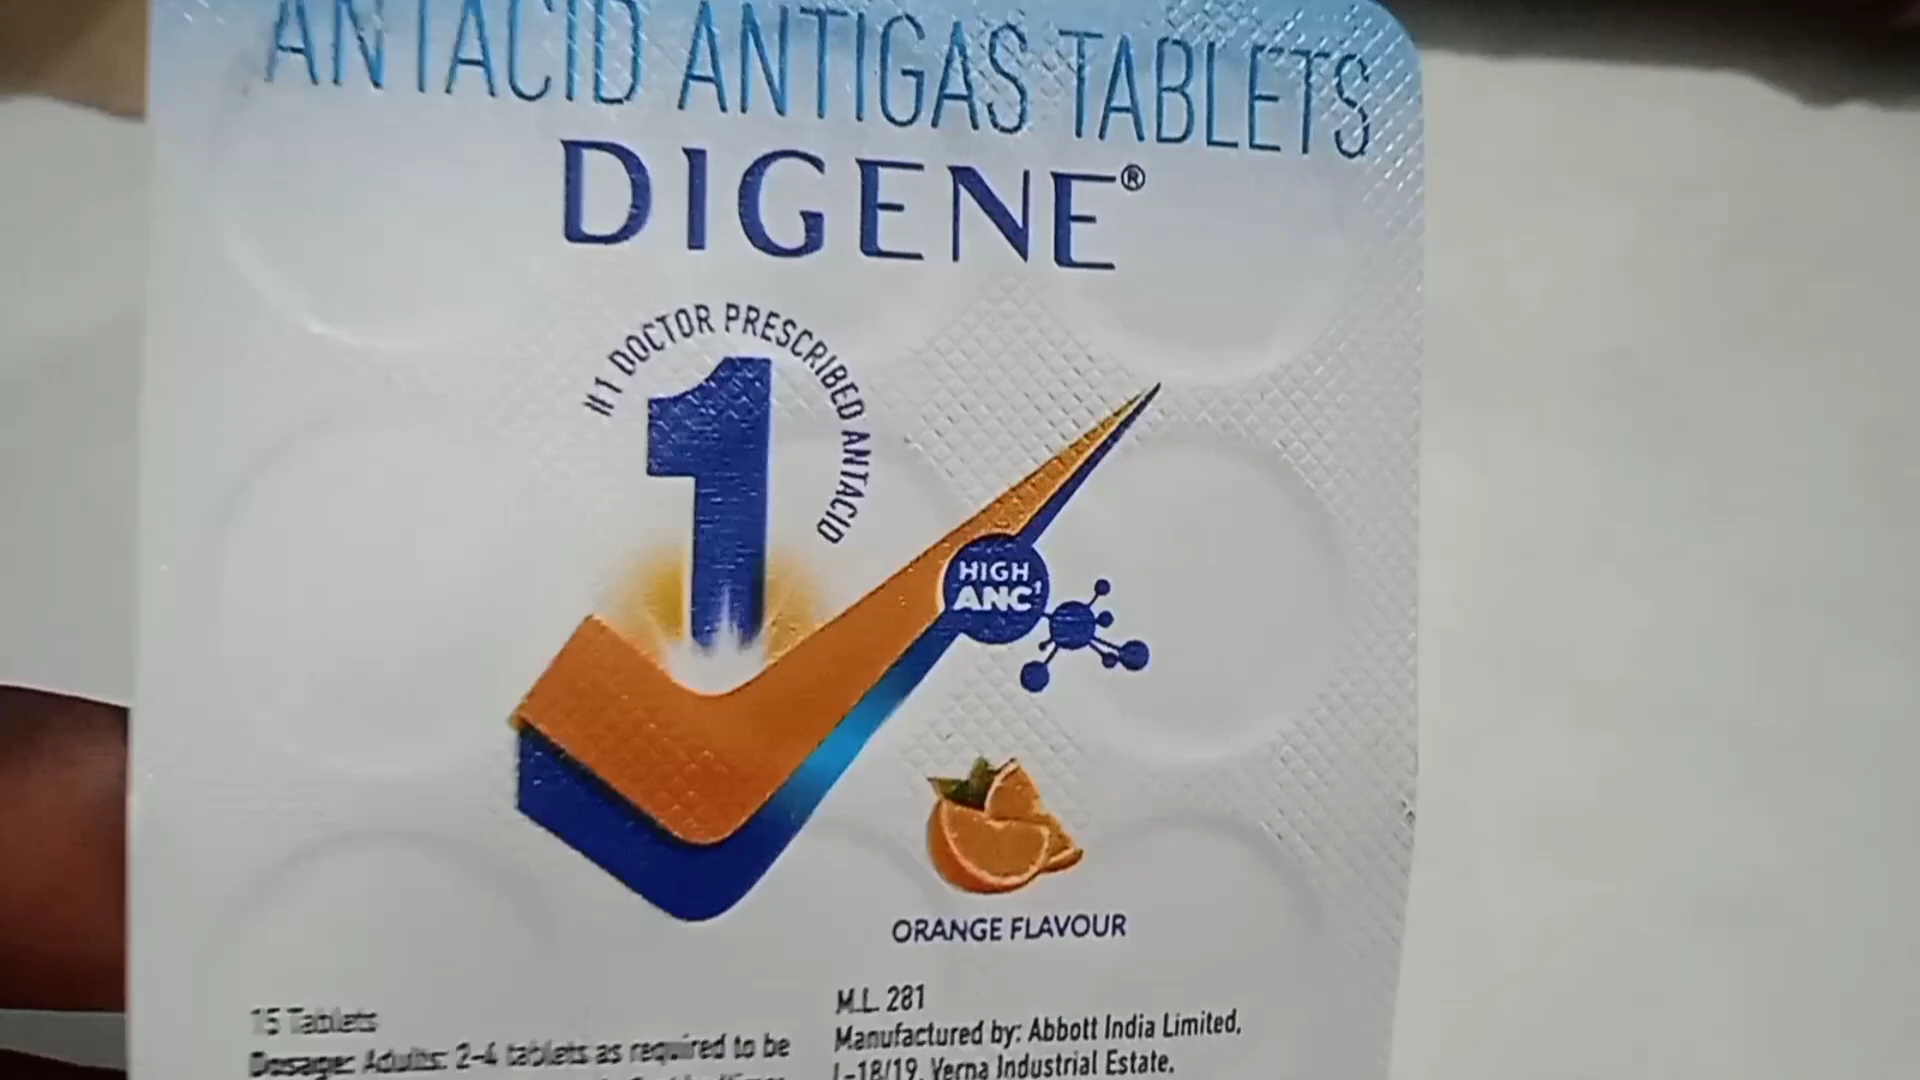 ANTACID ANTIGAS TABLETS
DIGENE®
#1 DOCTOR PRESCRIBED ANTACID
1
HIGH
ANC¹
ORANGE FLAVOUR
15 Tablets
Dosage: Adults: 2-4 tablets as required to be
M.L. 281
Manufactured by: Abbott India Limited,
L-18/19, Verna Industrial Estate,